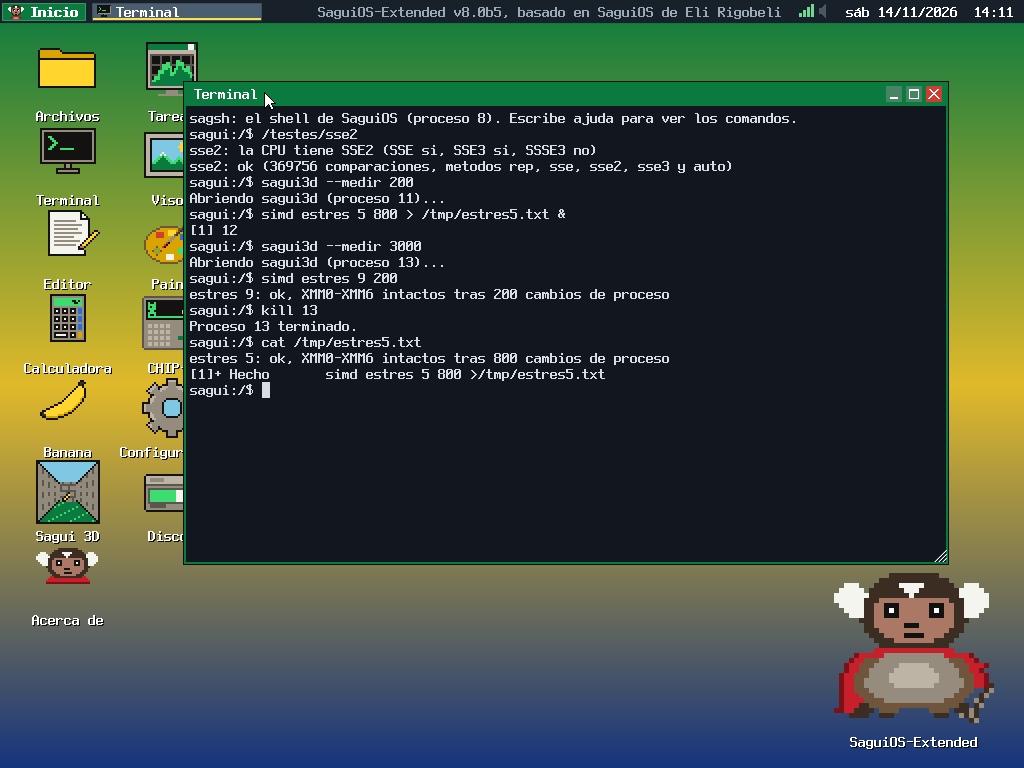 Inicio
Terminal
SaguiOS-Extended v8.0b5, basado en SaguiOS de Eli Rigobeli
sáb 14/11/2026 14:11
Archivos
Terminal
Editor
Calculadora
Banana
Sagui 3D
Acerca de
Terminal
sagsh: el shell de SaguiOS (proceso 8). Escribe ajuda para ver los comandos.
sagui:/$ /testes/sse2
sse2: la CPU tiene SSE2 (SSE si, SSE3 si, SSSE3 no)
sse2: ok (369756 comparaciones, metodos rep, sse, sse2, sse3 y auto)
sagui:/$ sagui3d --medir 200
Abriendo sagui3d (proceso 11)...
sagui:/$ simd estres 5 800 > /tmp/estres5.txt &
[1] 12
sagui:/$ sagui3d --medir 3000
Abriendo sagui3d (proceso 13)...
sagui:/$ simd estres 9 200
estres 9: ok, XMM0-XMM6 intactos tras 200 cambios de proceso
sagui:/$ kill 13
Proceso 13 terminado.
sagui:/$ cat /tmp/estres5.txt
estres 5: ok, XMM0-XMM6 intactos tras 800 cambios de proceso
[1]+ Hecho       simd estres 5 800 >/tmp/estres5.txt
sagui:/$
SaguiOS-Extended